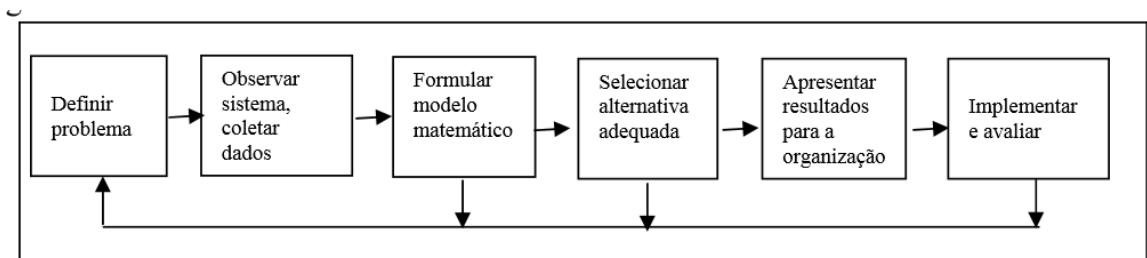 Definir
problema
Observar
sistema,
coletar
dados
Formular
modelo
matemático
Selecionar
alternativa
adequada
Apresentar
resultados
para a
organização
Implementar
e avaliar